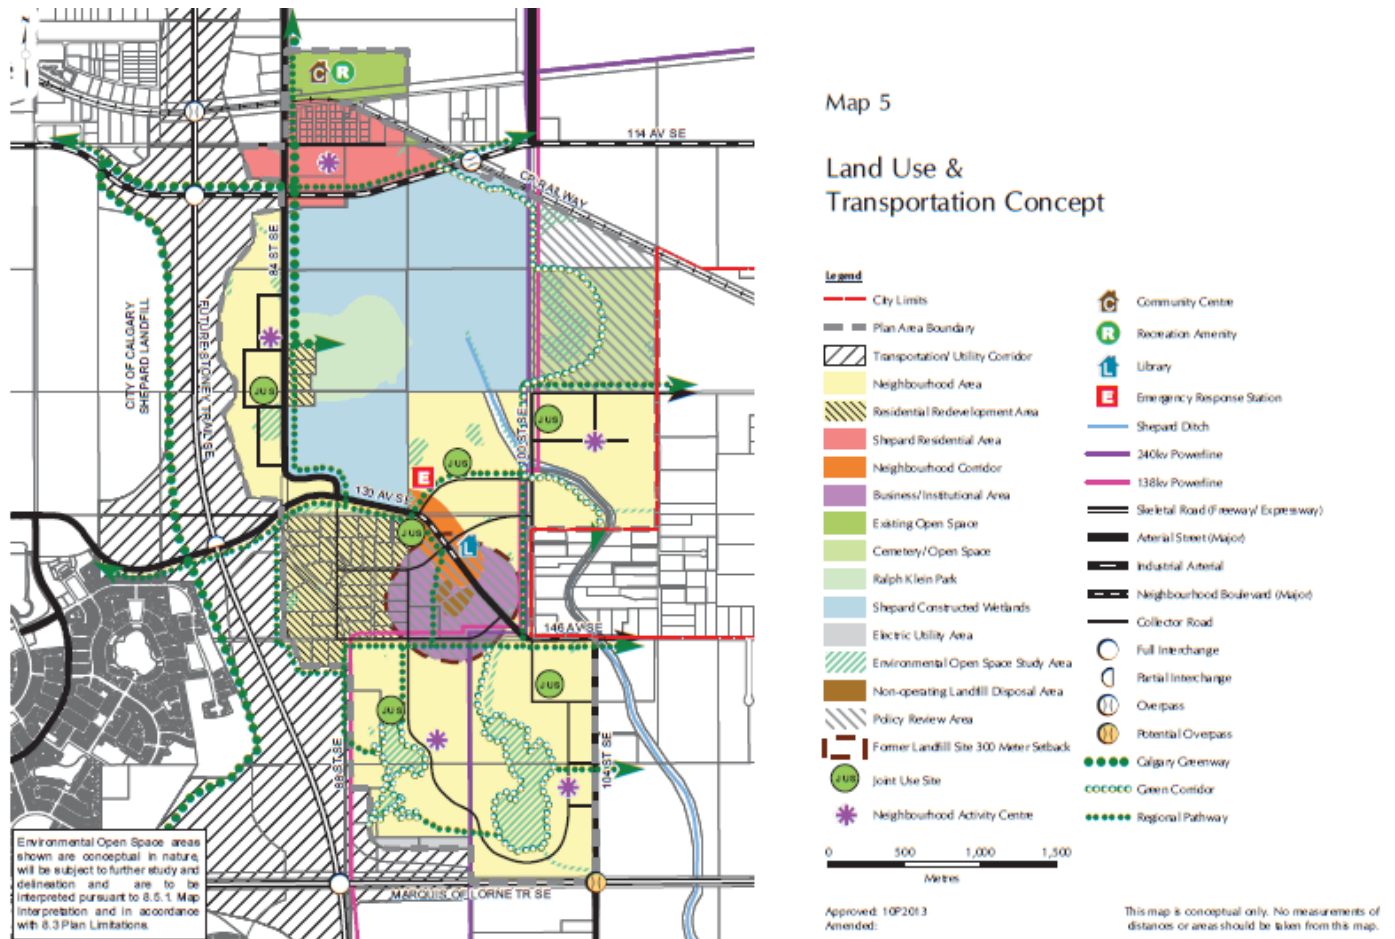 Map 5
Land Use &
Transportation Concept
Legend
City Limits
Plan Area Boundary
Transportation/ Utility Corridor
Neighbourhood Area
Residential Redevelopment Area
Shepard Residential Area
Neighbourhood Corridor
Business/Institutional Area
Existing Open Space
Cemetery/Open Space
Ralph Klein Park
Shepard Constructed Wetlands
Electric Utility Area
Environmental Open Space Study Area
Non-operating Landfill Disposal Area
Policy Review Area
Former Landfill Site 300 Meter Setback
JUS
Joint Use Site
Neighbourhood Activity Centre
C
Community Centre
R
Recreation Amenity
L
Library
E
Emergency Response Station
Shepard Ditch
240kv Powerline
138kv Powerline
Skeletal Road (Freeway/ Expressway)
Arterial Street (Major)
Industrial Arterial
Neighbourhood Boulevard (Major)
Collector Road
Full Interchange
Partial Interchange
Overpass
Potential Overpass
Calgary Greenway
Green Corridor
Regional Pathway
0 500 1,000 1,500
Metres
Approved: 10P2013
Amended:
This map is conceptual only. No measurements of
distances or areas should be taken from this map.
C R
114 AV SE
CP RAILWAY
84 ST SE
CITY OF CALGARY
SHEPARD LANDFILL
FUTURE STONEY TRAIL SE
JUS
JUS
100 ST SE
JUS
E
130 AV SE
JUS
L
146 AV SE
JUS
JUS
88 ST SE
104 ST SE
MARQUIS OF LORNE TR SE
Environmental Open Space areas
shown are conceptual in nature,
will be subject to further study and
delineation and are to be
interpreted pursuant to 8.5.1 Map
Interpretation and in accordance
with 8.3 Plan Limitations.